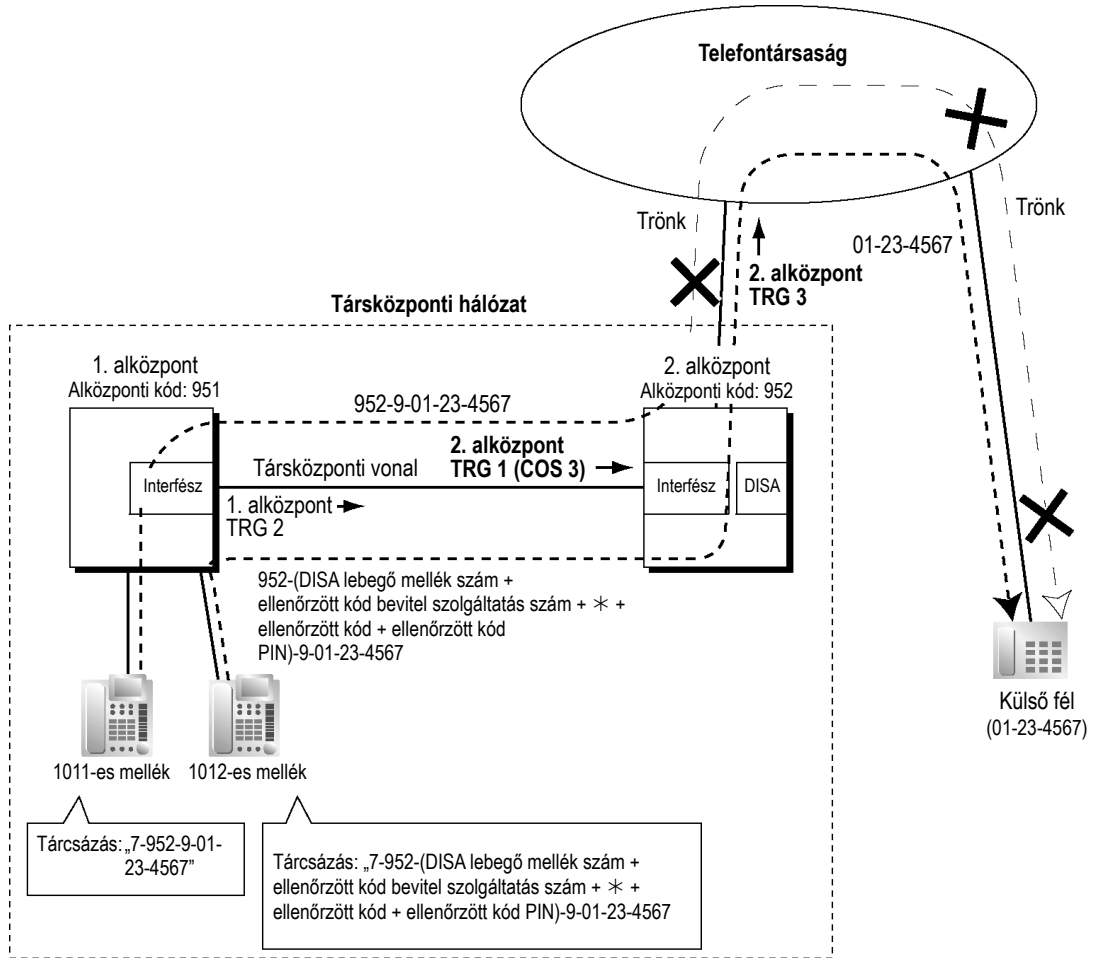 Telefontársaság
Trönk
Trönk
01-23-4567
2. alközpont
TRG 3
Társközponti hálózat
1. alközpont
Alközponti kód: 951
2. alközpont
Alközponti kód: 952
952-9-01-23-4567
2. alközpont
TRG 1 (COS 3)
Társközponti vonal
Interfész
Interfész
DISA
1. alközpont
TRG 2
952-(DISA lebegő mellék szám +
ellenőrzött kód bevitel szolgáltatás szám + ＊ +
ellenőrzött kód + ellenőrzött kód
PIN)-9-01-23-4567
Külső fél
(01-23-4567)
1011-es mellék
1012-es mellék
Tárcsázás: „7-952-9-01-
23-4567”
Tárcsázás: „7-952-(DISA lebegő mellék szám +
ellenőrzött kód bevitel szolgáltatás szám + ＊ +
ellenőrzött kód + ellenőrzött kód PIN)-9-01-23-4567